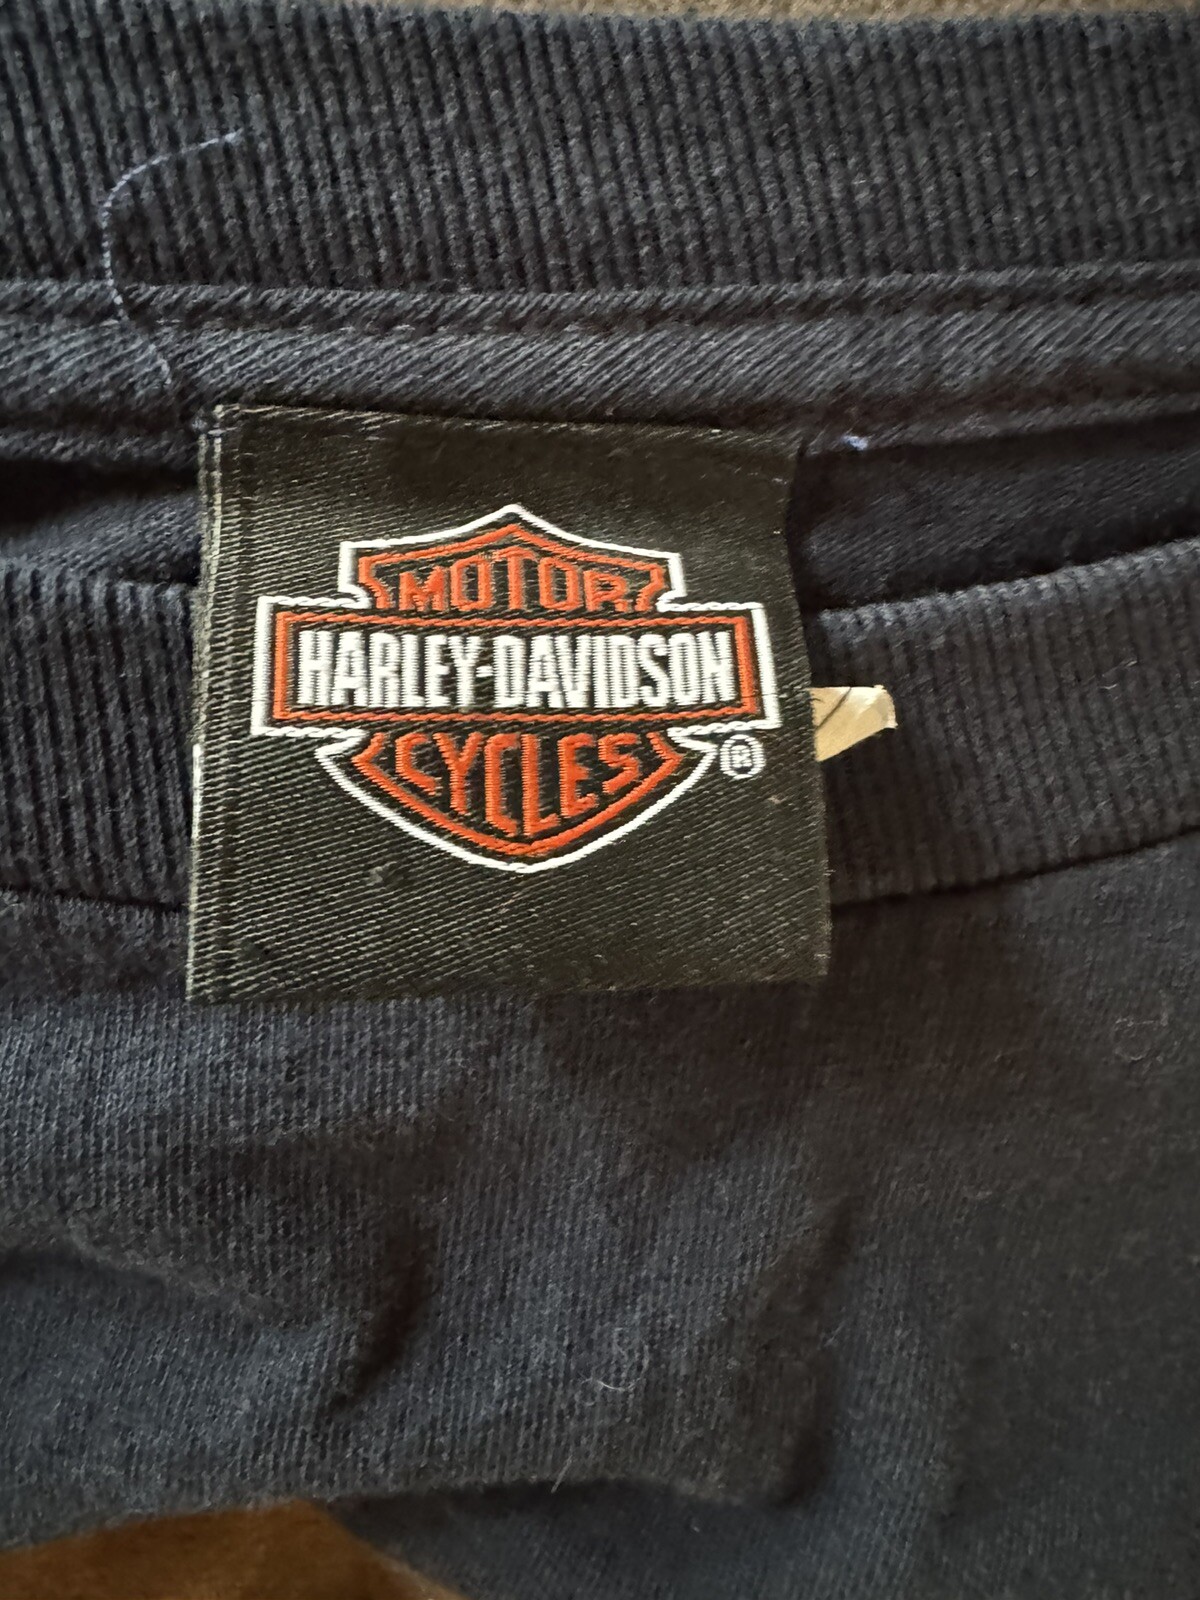 MOTOR
HARLEY-DAVIDSON
CYCLES
®